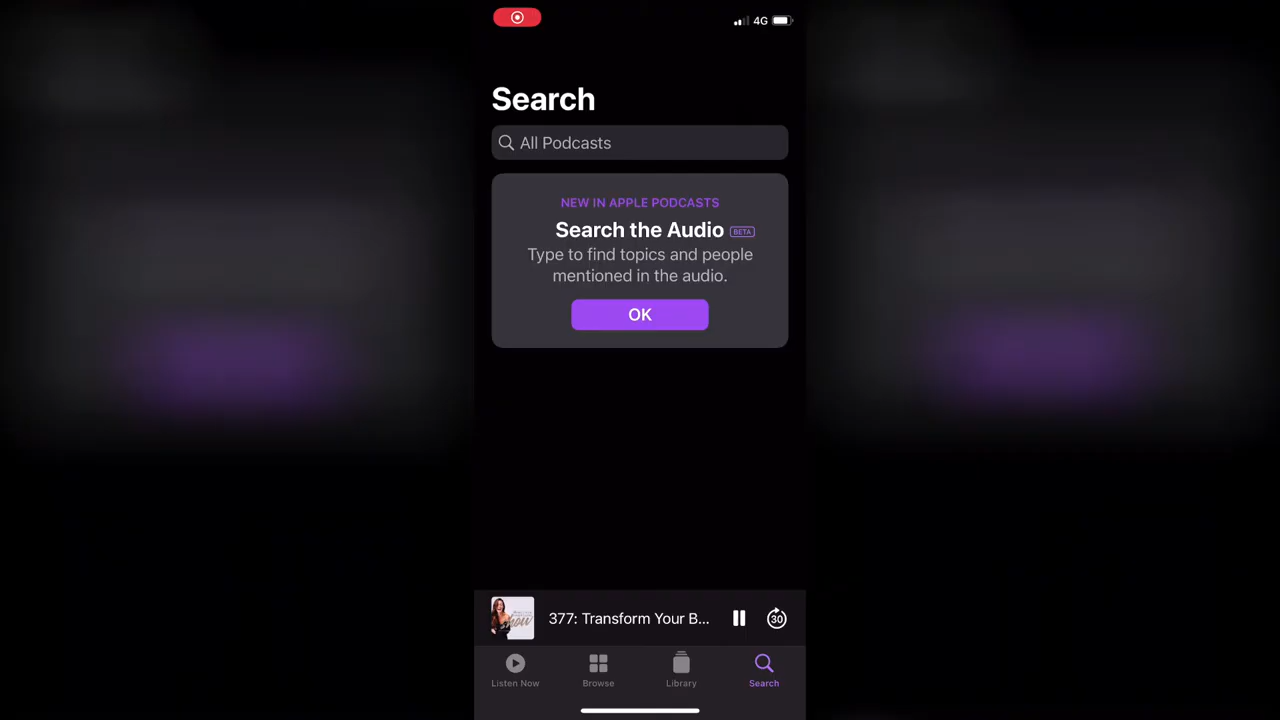 4G
Search
All Podcasts
NEW IN APPLE PODCASTS
Search the Audio BETA
Type to find topics and people
mentioned in the audio.
OK
now
377: Transform Your B...
30
Listen Now
Browse
Library
Search